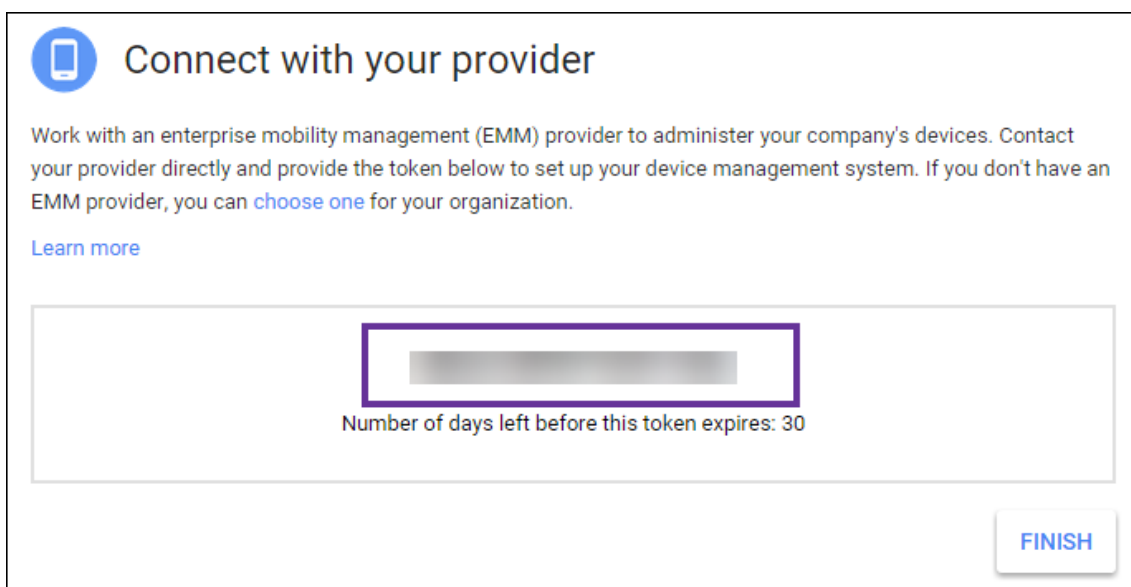 Connect with your provider
Work with an enterprise mobility management (EMM) provider to administer your company's devices. Contact
your provider directly and provide the token below to set up your device management system. If you don't have an
EMM provider, you can choose one for your organization.
Learn more
Number of days left before this token expires: 30
FINISH